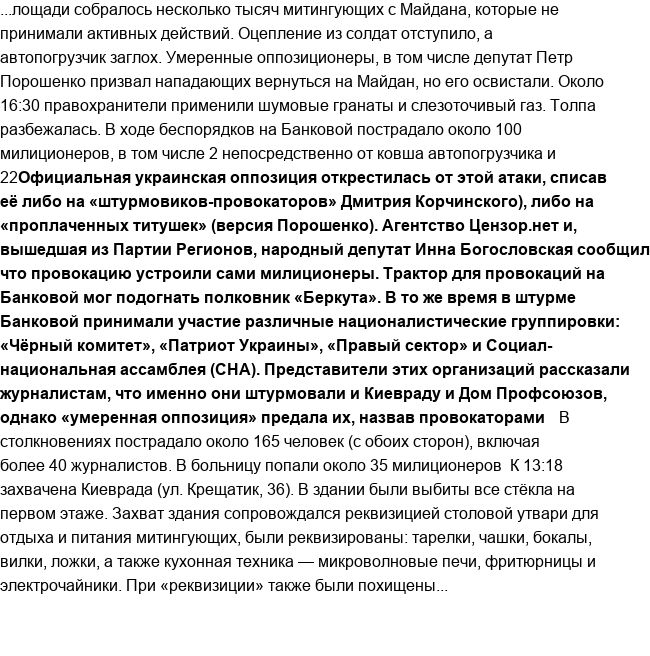 ...лощади собралось несколько тысяч митингующих с Майдана, которые не
принимали активных действий. Оцепление из солдат отступило, а
автопогрузчик заглох. Умеренные оппозиционеры, в том числе депутат Петр
Порошенко призвал нападающих вернуться на Майдан, но его освистали. Около
16:30 правохранители применили шумовые гранаты и слезоточивый газ. Толпа
разбежалась. В ходе беспорядков на Банковой пострадало около 100
милиционеров, в том числе 2 непосредственно от ковша автопогрузчика и
22Официальная украинская оппозиция открестилась от этой атаки, списав
её либо на «штурмовиков-провокаторов» Дмитрия Корчинского), либо на
«проплаченных титушек» (версия Порошенко). Агентство Цензор.нет и,
вышедшая из Партии Регионов, народный депутат Инна Богословская сообщил
что провокацию устроили сами милиционеры. Трактор для провокаций на
Банковой мог подогнать полковник «Беркута». В то же время в штурме
Банковой принимали участие различные националистические группировки:
«Чёрный комитет», «Патриот Украины», «Правый сектор» и Социал-
национальная ассамблея (СНА). Представители этих организаций рассказали
журналистам, что именно они штурмовали и Киевраду и Дом Профсоюзов,
однако «умеренная оппозиция» предала их, назвав провокаторами В
столкновениях пострадало около 165 человек (с обоих сторон), включая
более 40 журналистов. В больницу попали около 35 милиционеров К 13:18
захвачена Киеврада (ул. Крещатик, 36). В здании были выбиты все стёкла на
первом этаже. Захват здания сопровождался реквизицией столовой утвари для
отдыха и питания митингующих, были реквизированы: тарелки, чашки, бокалы,
вилки, ложки, а также кухонная техника — микроволновые печи, фритюрницы и
электрочайники. При «реквизиции» также были похищены...